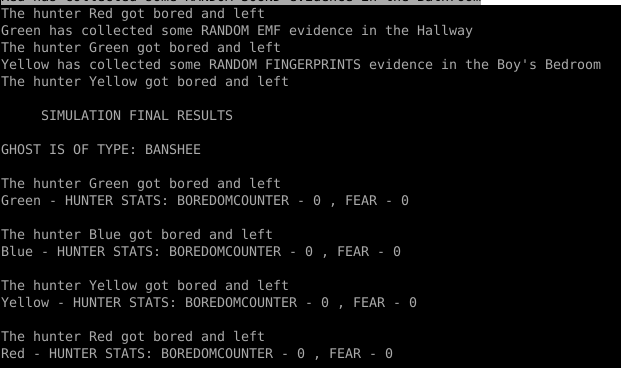 The hunter Red got bored and left
Green has collected some RANDOM EMF evidence in the Hallway
The hunter Green got bored and left
Yellow has collected some RANDOM FINGERPRINTS evidence in the Boy's Bedroom
The hunter Yellow got bored and left
SIMULATION FINAL RESULTS
GHOST IS OF TYPE: BANSHEE
The hunter Green got bored and left
Green - HUNTER STATS: BOREDOMCOUNTER - 0 , FEAR - 0
The hunter Blue got bored and left
Blue - HUNTER STATS: BOREDOMCOUNTER - 0 , FEAR - 0
The hunter Yellow got bored and left
Yellow - HUNTER STATS: BOREDOMCOUNTER - 0 , FEAR - 0
The hunter Red got bored and left
Red - HUNTER STATS: BOREDOMCOUNTER - 0 , FEAR - 0